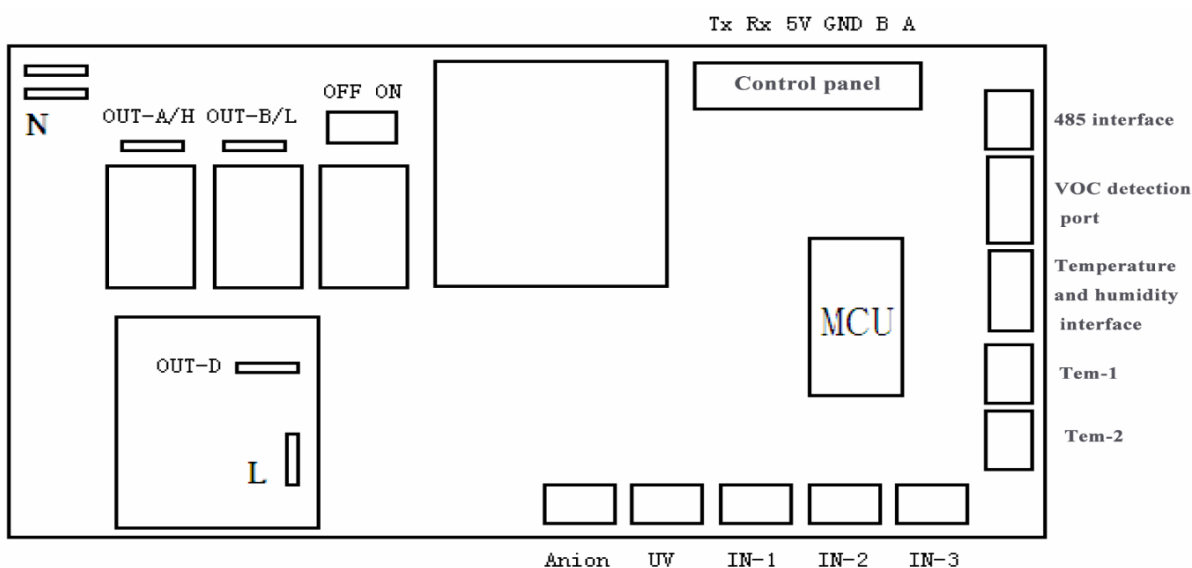 Tx Rx 5V GND B A
Control panel
OFF ON
N
OUT-A/H OUT-B/L
485 interface
VOC detection
port
Temperature
and humidity
interface
MCU
OUT-D
Tem-1
Tem-2
L
Anion UV IN-1 IN-2 IN-3